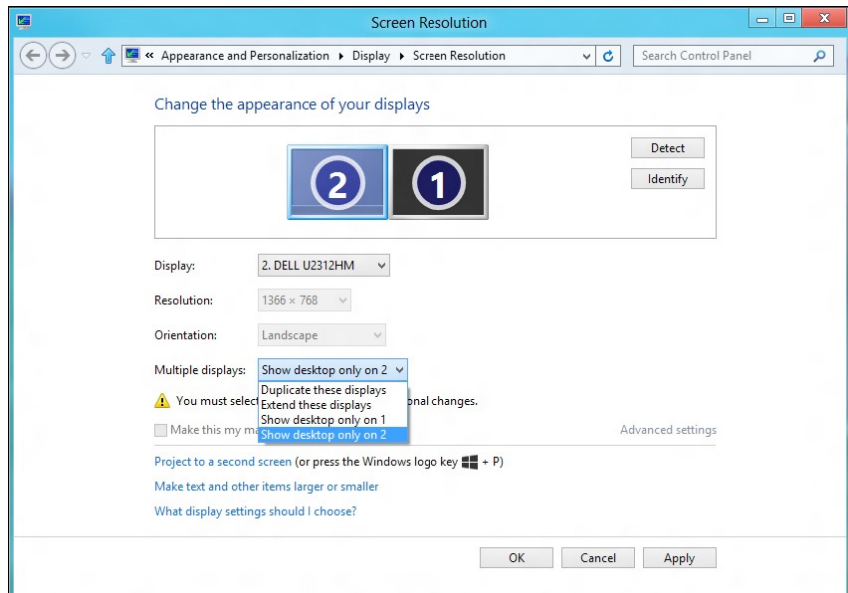 Screen Resolution
« Appearance and Personalization Display Screen Resolution Search Control Panel
Change the appearance of your displays
2 1
Detect
Identify
Display: 2. DELL U2312HM
Resolution: 1366 × 768
Orientation: Landscape
Multiple displays: Show desktop only on 2
Duplicate these displays
You must select onal changes.
Extend these displays
Show desktop only on 1
Make this my Advanced settings
Show desktop only on 2
Project to a second screen (or press the Windows logo key + P)
Make text and other items larger or smaller
What display settings should I choose?
OK Cancel Apply